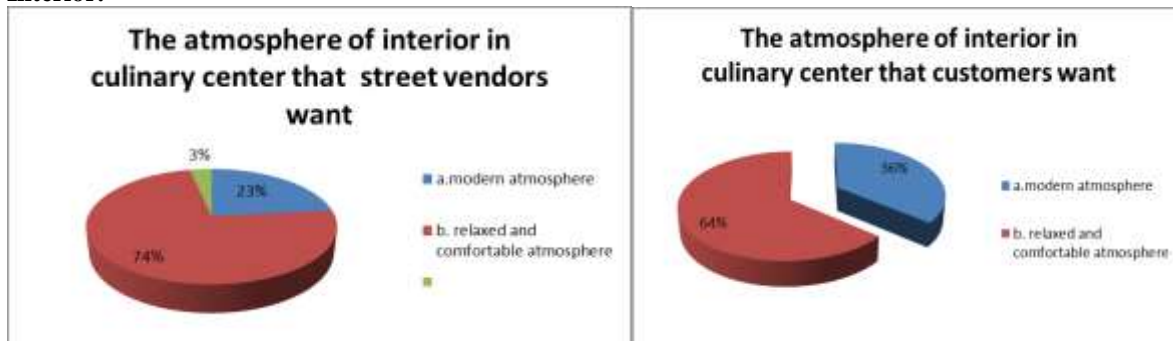 interior.
The atmosphere of interior in
culinary center that street vendors
want
3%
23%
74%
a.modern atmosphere
b. relaxed and
comfortable atmosphere
The atmosphere of interior in
culinary center that customers want
36%
64%
a.modern atmosphere
b. relaxed and
comfortable atmosphere